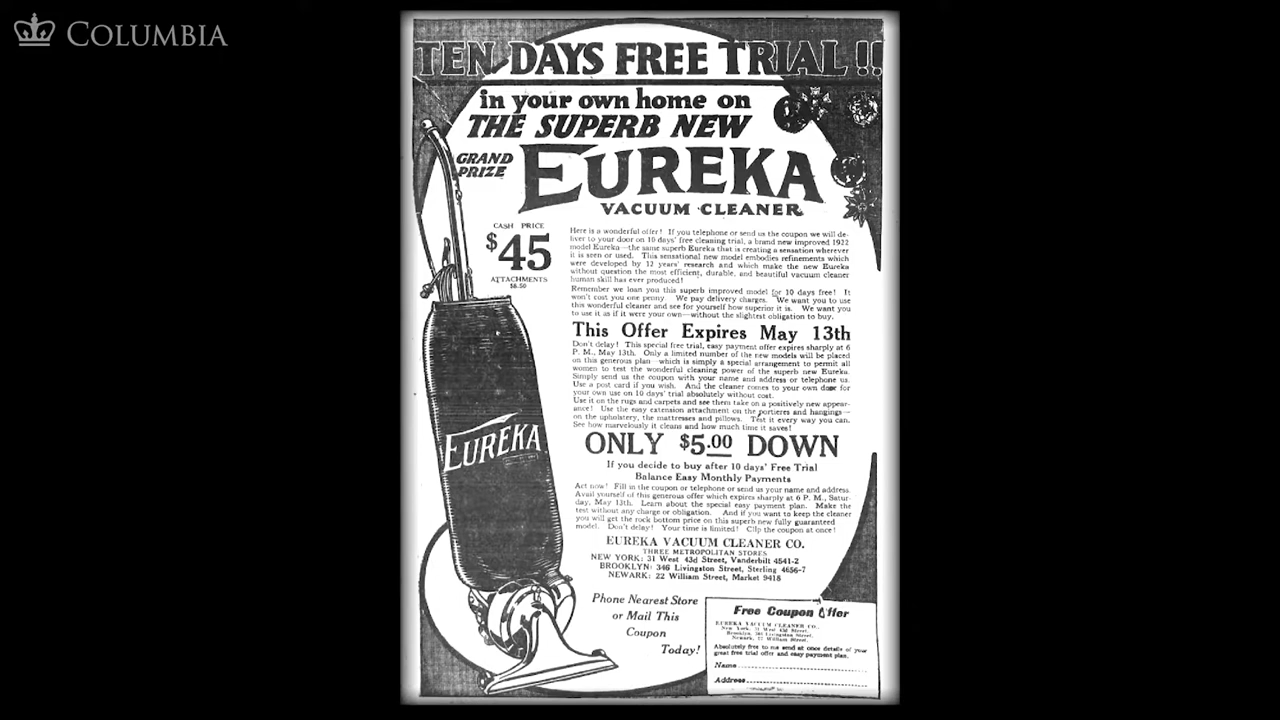 COLUMBIA
TEN DAYS FREE TRIAL!!
in your own home on
THE SUPERB NEW
GRAND
PRIZE
EUREKA
VACUUM CLEANER
CASH PRICE
$45
ATTACHMENTS
$8.50
Here is a wonderful offer! If you telephone or send us the coupon we will de-
liver to your door on 10 days' free cleaning trial, a brand new improved 1922
model Eureka—the same superb Eureka that is creating a sensation wherever
it is seen or used. This sensational new model embodies refinements which
were developed by 12 years' research and which make the new Eureka
without question the most efficient, durable, and beautiful vacuum cleaner
human skill has ever produced!
Remember we loan you this superb improved model for 10 days free! It
won't cost you one penny We pay delivery charges. We want you to use
this wonderful cleaner and see for yourself how superior it is. We want you
to use it as if it were your own—without the slightest obligation to buy.
This Offer Expires May 13th
Don't delay! This special free trial, easy payment offer expires sharply at 6
P. M., May 13th. Only a limited number of the new models will be placed
on this generous plan—which is simply a special arrangement to permit all
women to test the wonderful cleaning power of the superb new Eureka.
Simply send us the coupon with your name and address or telephone us.
Use a post card if you wish. And the cleaner comes to your own door for
your own use on 10 days' trial absolutely without cost.
Use it on the rugs and carpets and see them take on a positively new appear-
ance! Use the easy extension attachment on the portieres and hangings—
on the upholstery, the mattresses and pillows. Test it every way you can.
See how marvelously it cleans and how much time it saves!
ONLY $5.00 DOWN
If you decide to buy after 10 days' Free Trial
Balance Easy Monthly Payments
Act now! Fill in the coupon or telephone or send us your name and address.
Avail yourself of this generous offer which expires sharply at 6 P. M., Satur-
day, May 13th. Learn about the special easy payment plan. Make the
test without any charge or obligation. And if you want to keep the cleaner
you will get the rock bottom price on this superb new fully guaranteed
model. Don't delay! Your time is limited! Clip the coupon at once!
EUREKA VACUUM CLEANER CO.
THREE METROPOLITAN STORES
NEW YORK: 31 West 43d Street, Vanderbilt 4541-2
BROOKLYN: 346 Livingston Street, Sterling 4656-7
NEWARK: 22 William Street, Market 9418
EUREKA
Phone Nearest Store
or Mail This
Coupon
Today!
Free Coupon Offer
EUREKA VACUUM CLEANER CO.,
New York, 31 West 43d Street,
Brooklyn, Livingston Street,
Newark, William Street.
Absolutely free to me send at once details of your
great free trial offer and easy payment plan.
Name
Address